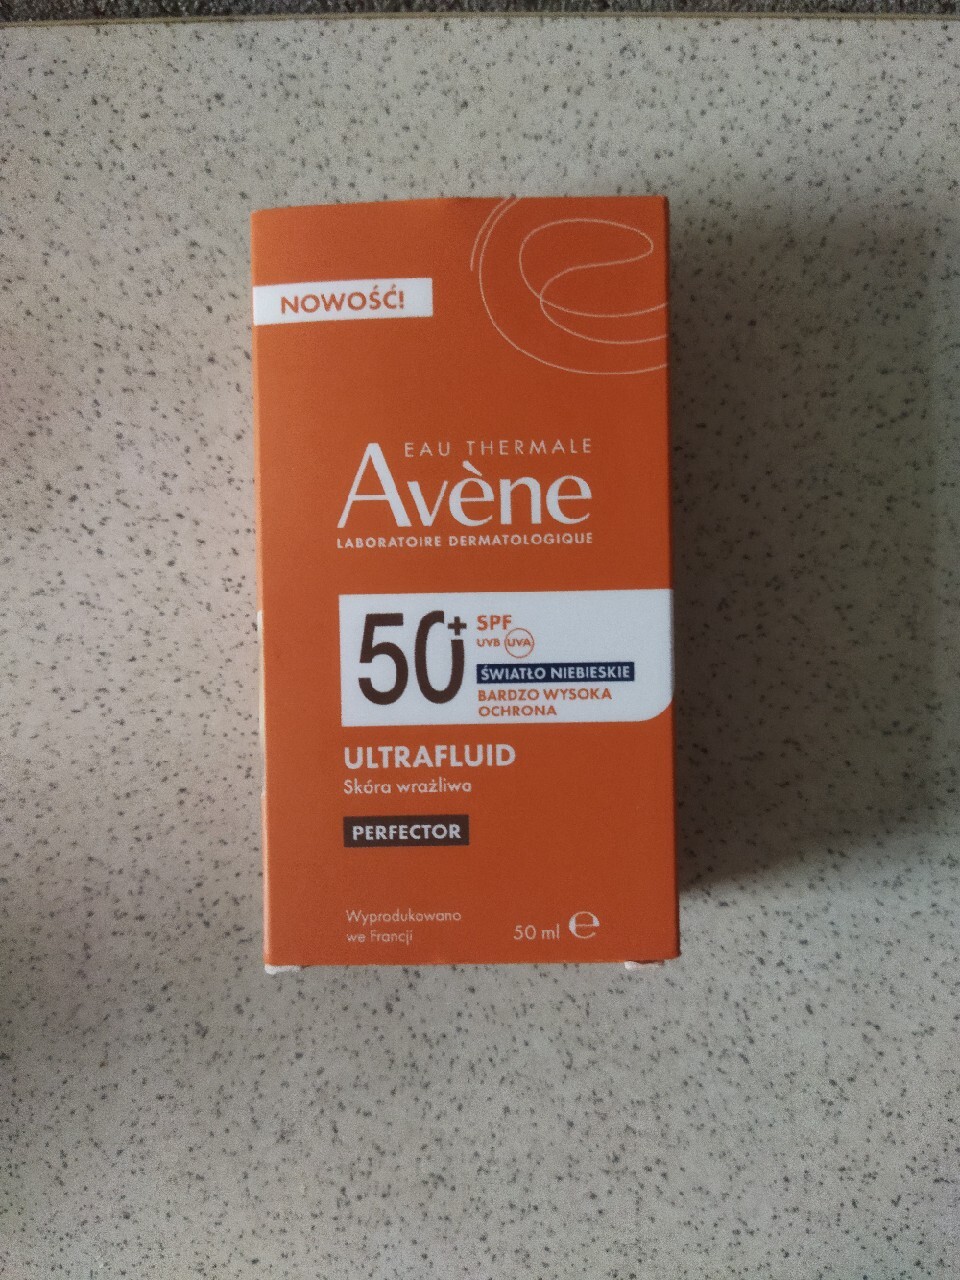 NOWOŚĆ!
EAU THERMALE
Avène
LABORATOIRE DERMATOLOGIQUE
50+
SPF
UVB UVA
ŚWIATŁO NIEBIESKIE
BARDZO WYSOKA
OCHRONA
ULTRAFLUID
Skóra wrażliwa
PERFECTOR
Wyprodukowano
we Francji
50 ml ℮